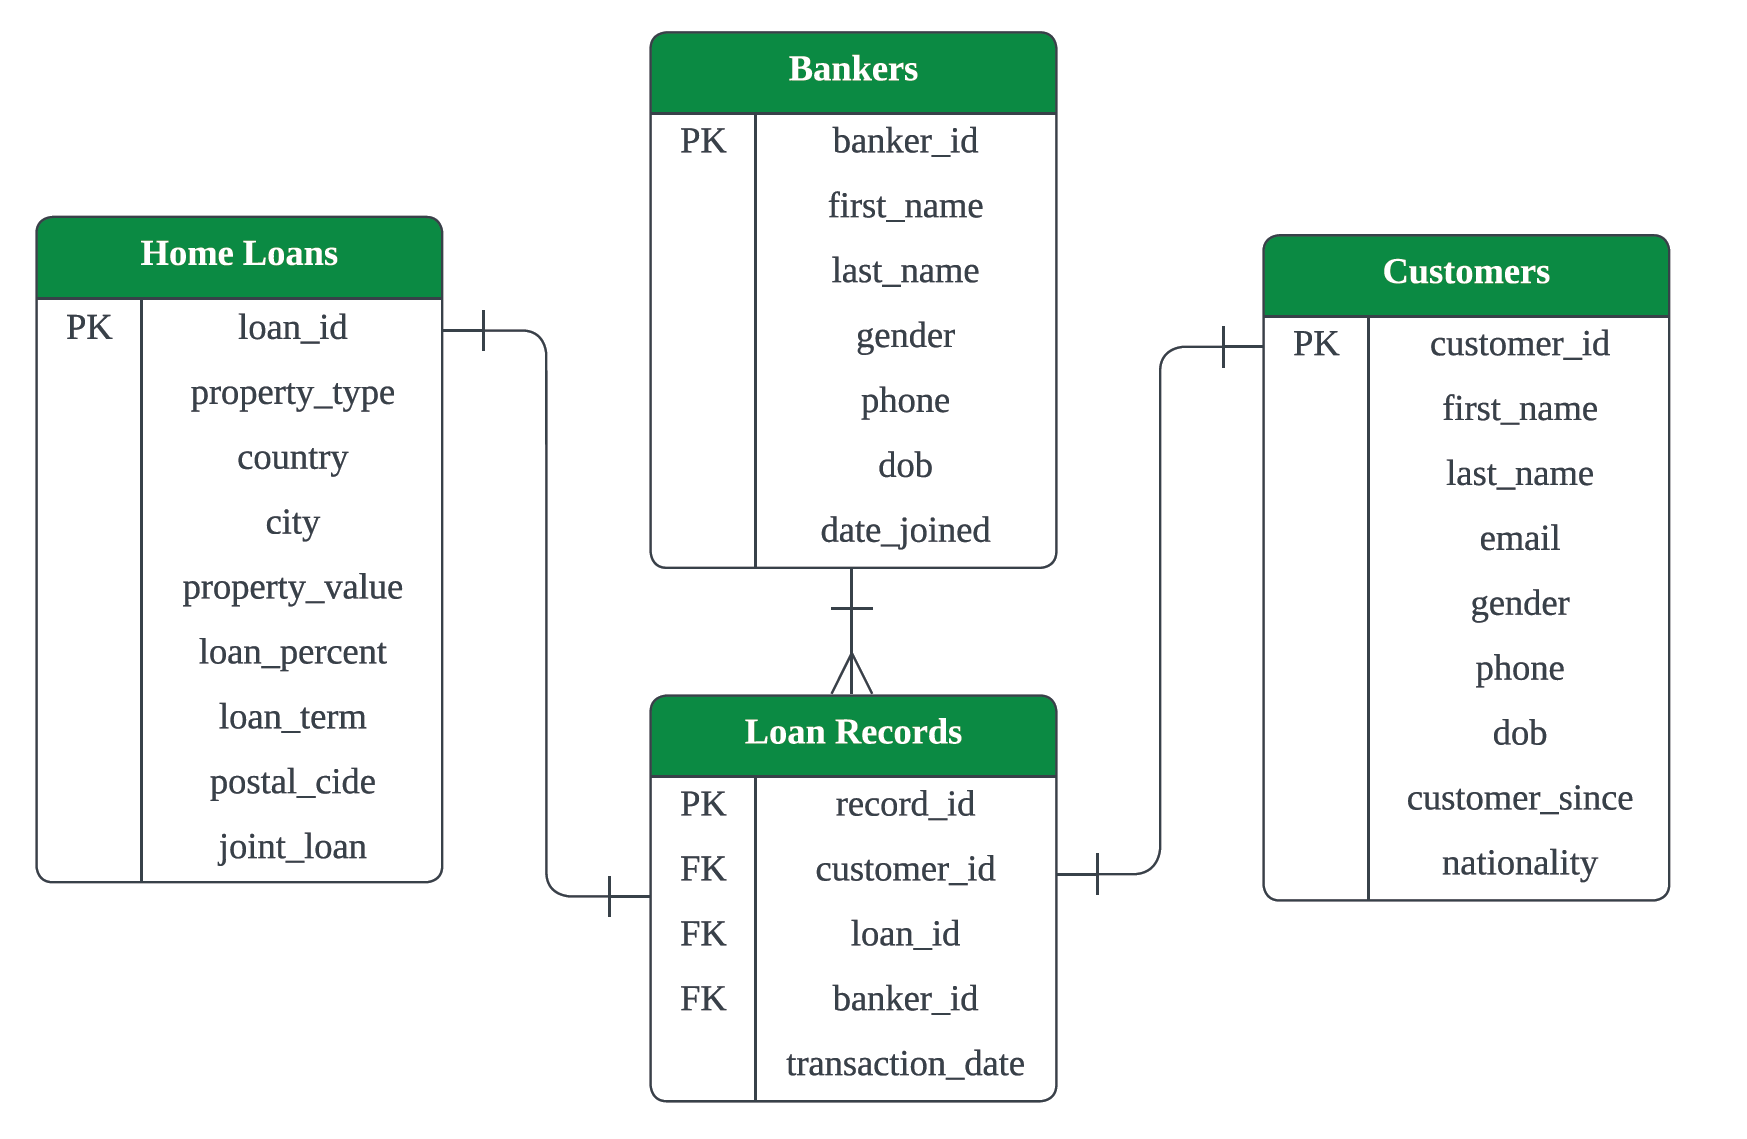 Bankers
PK banker_id
first_name
last_name
gender
phone
dob
date_joined
Home Loans
PK loan_id
property_type
country
city
property_value
loan_percent
loan_term
postal_cide
joint_loan
Customers
PK customer_id
first_name
last_name
email
gender
phone
dob
customer_since
nationality
Loan Records
PK record_id
FK customer_id
FK loan_id
FK banker_id
transaction_date